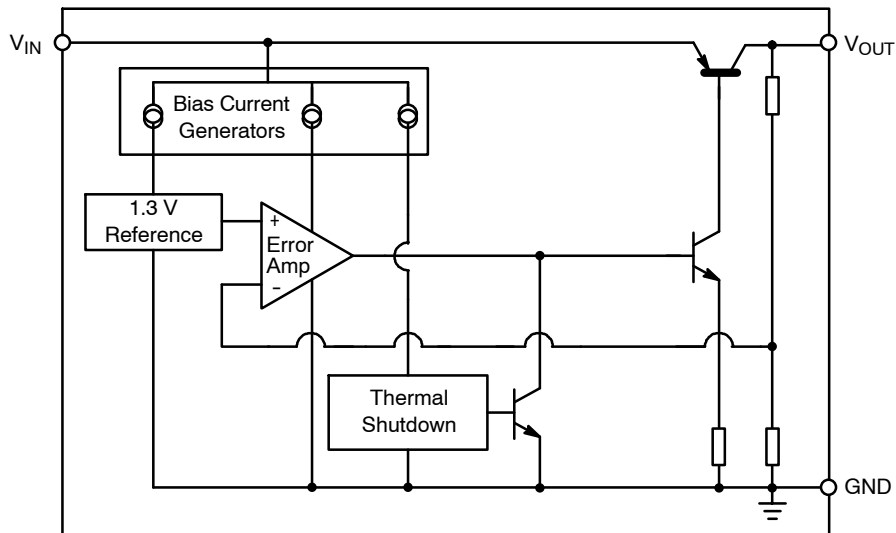 VIN
VOUT
Bias Current
Generators
1.3 V
Reference
+
Error
Amp
−
Thermal
Shutdown
GND